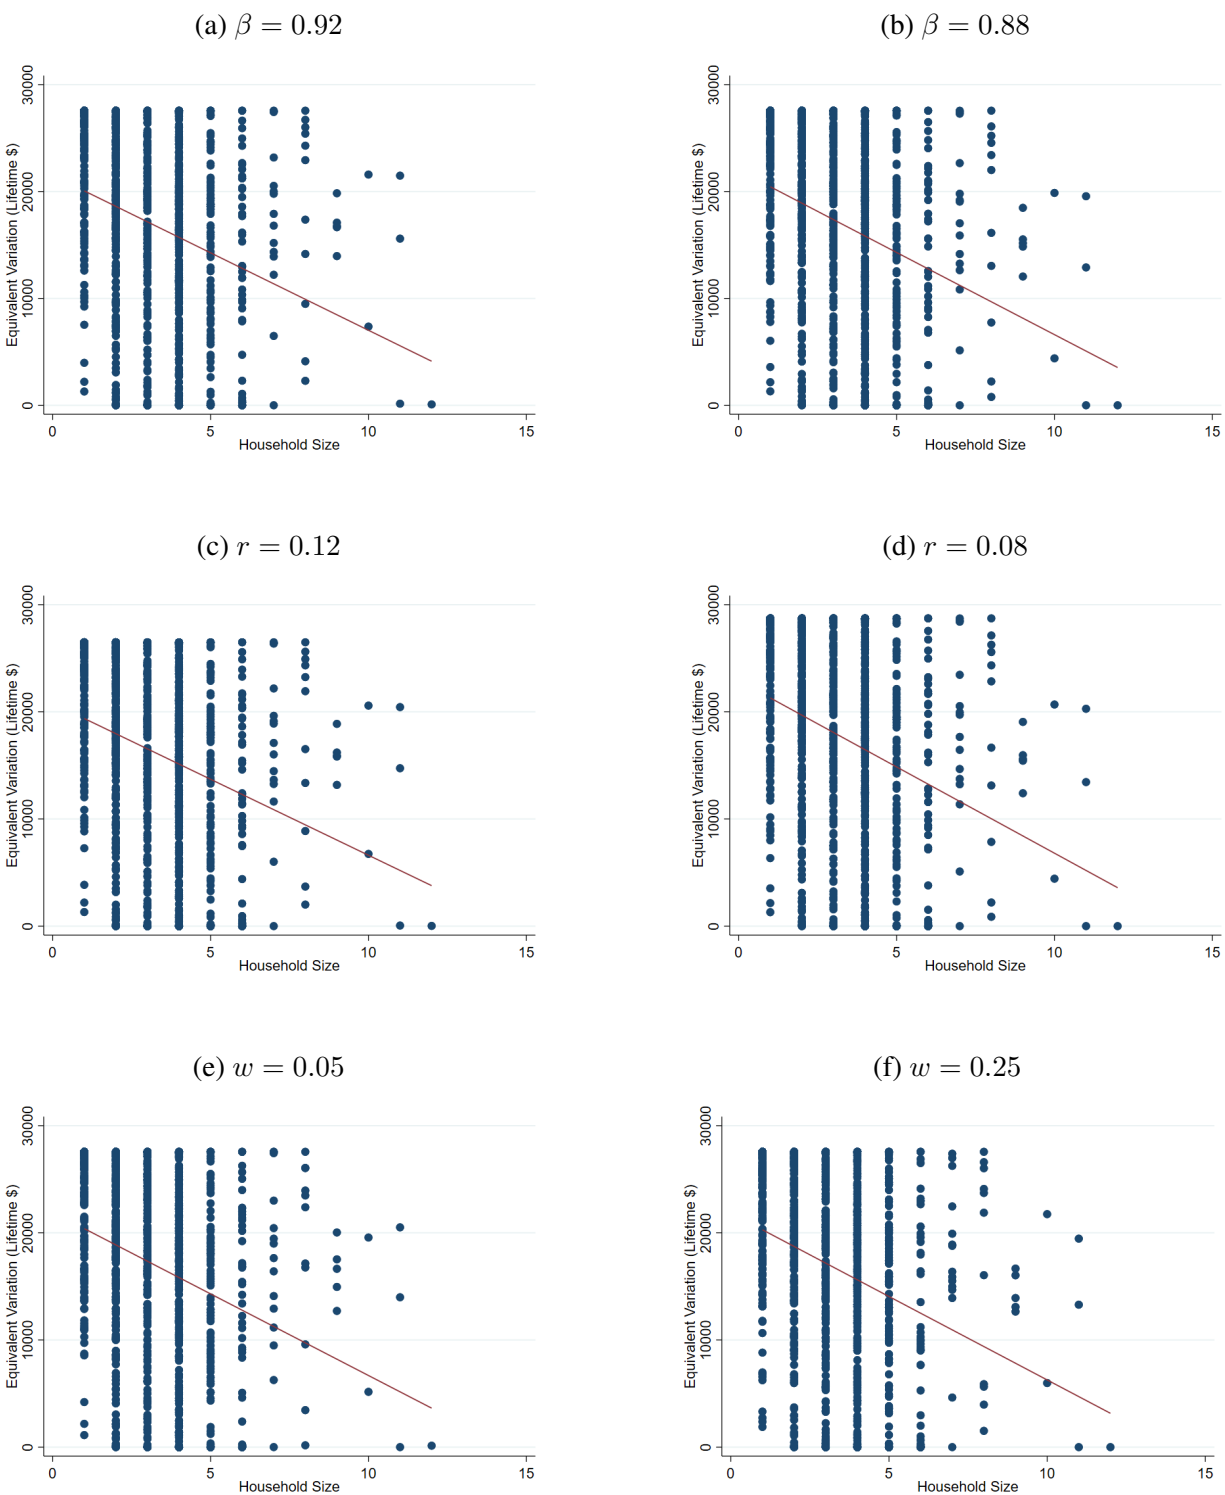 (a) β = 0.92
Equivalent Variation (Lifetime $)
30000
20000
10000
0
0 5 10 15
Household Size
(b) β = 0.88
Equivalent Variation (Lifetime $)
30000
20000
10000
0
0 5 10 15
Household Size
(c) r = 0.12
Equivalent Variation (Lifetime $)
30000
20000
10000
0
0 5 10 15
Household Size
(d) r = 0.08
Equivalent Variation (Lifetime $)
30000
20000
10000
0
0 5 10 15
Household Size
(e) w = 0.05
Equivalent Variation (Lifetime $)
30000
20000
10000
0
0 5 10 15
Household Size
(f) w = 0.25
Equivalent Variation (Lifetime $)
30000
20000
10000
0
0 5 10 15
Household Size